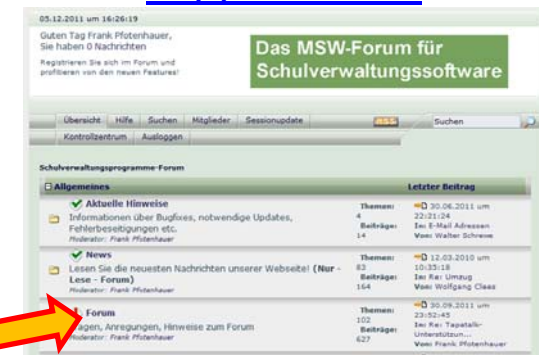 05.12.2011 um 16:26:19
Guten Tag Frank Pfotenhauer,
Sie haben 0 Nachrichten
Registrieren Sie sich im Forum und
profitieren von den neuen Features!
Das MSW-Forum für
Schulverwaltungssoftware
Übersicht Hilfe Suchen Mitglieder Sessionupdate RSS Suchen
Kontrollzentrum Ausloggen
Schulverwaltungsprogramme-Forum
Allgemeines Letzter Beitrag
Aktuelle Hinweise
Informationen über Bugfixes, notwendige Updates,
Fehlerbeseitigungen etc.
Moderator: Frank Pfotenhauer
Themen:
4
Beiträge:
14
30.06.2011 um
22:21:24
In: E-Mail Adressen
Von: Walter Schrewe
News
Lesen Sie die neuesten Nachrichten unserer Webseite! (Nur -
Lese - Forum)
Moderator: Frank Pfotenhauer
Themen:
83
Beiträge:
164
12.03.2010 um
10:35:18
In: Re: Umzug
Von: Wolfgang Claas
Forum
Fragen, Anregungen, Hinweise zum Forum
Moderator: Frank Pfotenhauer
Themen:
102
Beiträge:
627
30.09.2011 um
23:52:45
In: Re: Tapatalk-
Unterstützun...
Von: Frank Pfotenhauer